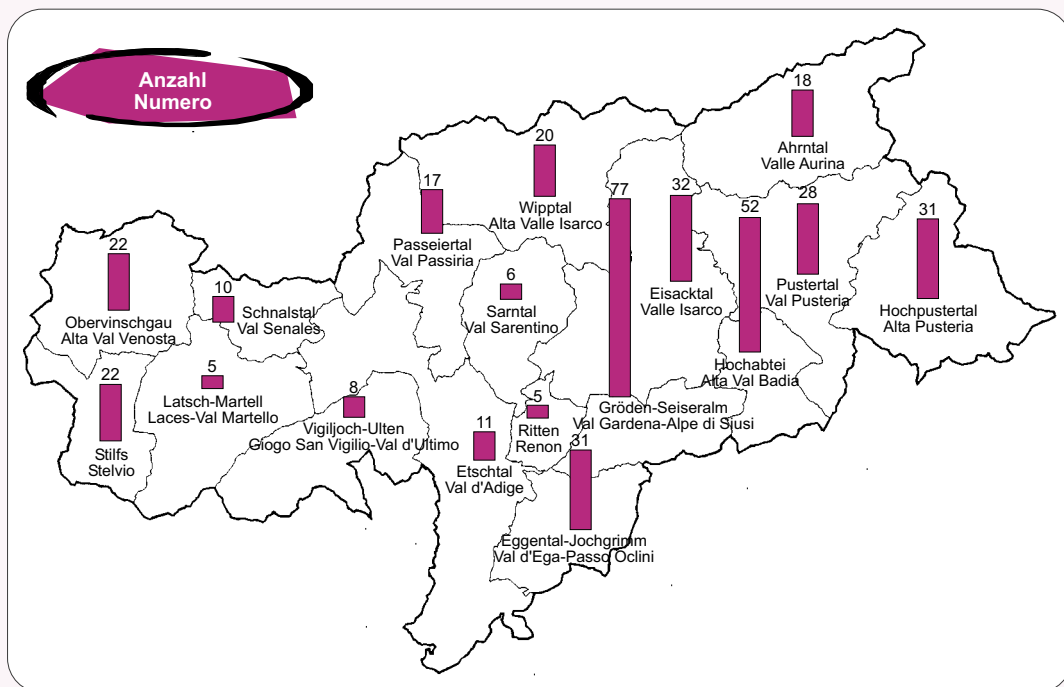 Anzahl
Numero
18
Ahrntal
Valle Aurina
20
Wipptal
Alta Valle Isarco
17
Passeiertal
Val Passiria
77
Gröden-Seiseralm
Val Gardena-Alpe di Siusi
32
Eisacktal
Valle Isarco
52
Hochabtei
Alta Val Badia
28
Pustertal
Val Pusteria
31
Hochpustertal
Alta Pusteria
22
Obervinschgau
Alta Val Venosta
10
Schnalstal
Val Senales
6
Sarntal
Val Sarentino
22
Stilfs
Stelvio
5
Latsch-Martell
Laces-Val Martello
8
Vigiljoch-Ulten
Giogo San Vigilio-Val d'Ultimo
11
Etschtal
Val d'Adige
5
Ritten
Renon
31
Eggental-Jochgrimm
Val d'Ega-Passo Oclini